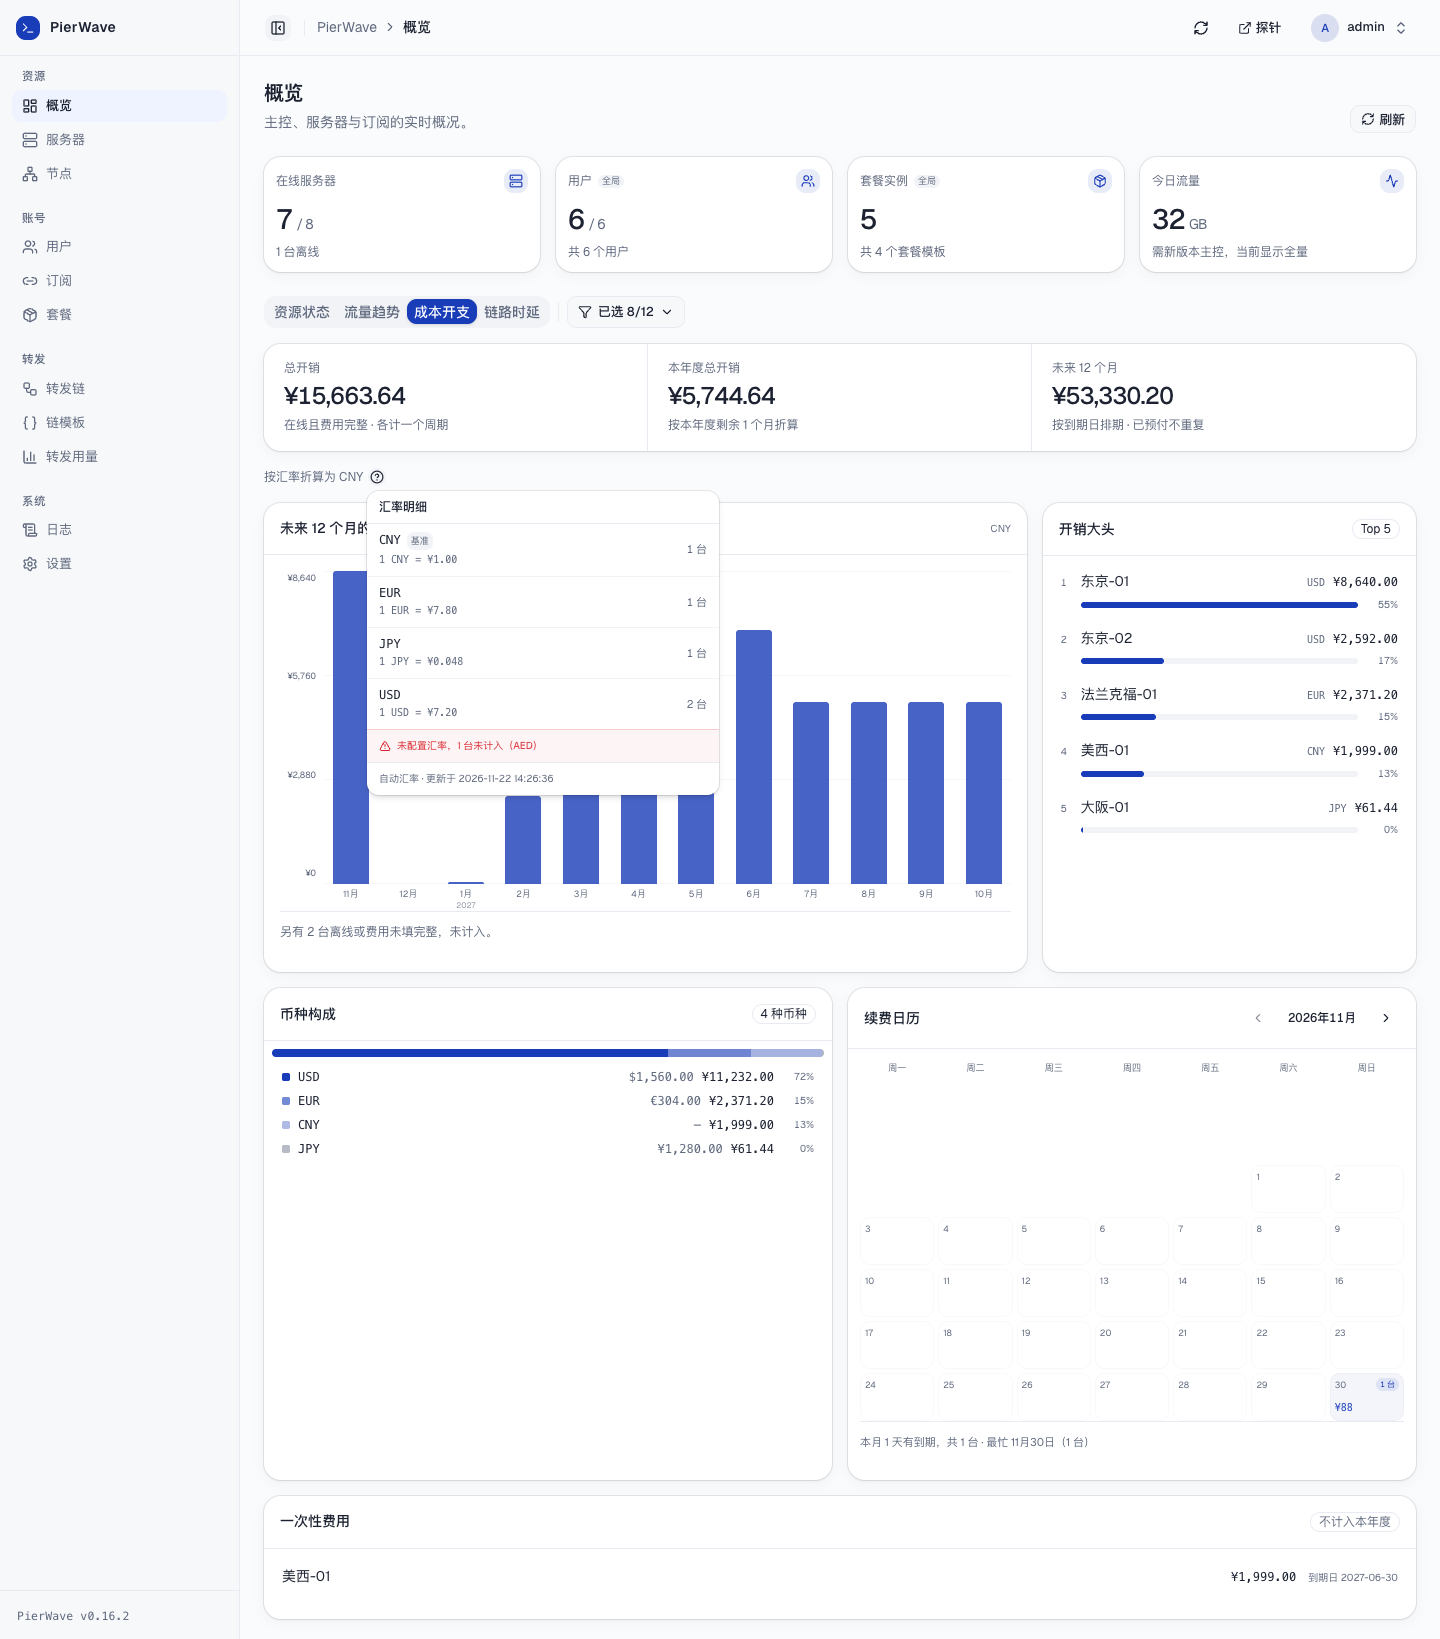 PierWave
PierWave > 概览
探针
A admin
资源
概览
服务器
节点
账号
用户
订阅
套餐
转发
转发链
链模板
转发用量
系统
日志
设置
PierWave v0.16.2
概览
主控、服务器与订阅的实时概况。
刷新
在线服务器
7 / 8
1 台离线
用户 全局
6 / 6
共 6 个用户
套餐实例 全局
5
共 4 个套餐模板
今日流量
32 GB
需新版本主控，当前显示全量
资源状态 流量趋势 成本开支 链路时延
已选 8/12
总开销
¥15,663.64
在线且费用完整 · 各计一个周期
本年度总开销
¥5,744.64
按本年度剩余 1 个月折算
未来 12 个月
¥53,330.20
按到期日排期 · 已预付不重复
按汇率折算为 CNY
未来 12 个月的
CNY
¥8,640
¥5,760
¥2,880
¥0
11月 12月 1月 2月 3月 4月 5月 6月 7月 8月 9月 10月
2027
另有 2 台离线或费用未填完整，未计入。
汇率明细
CNY 基准
1 CNY = ¥1.00
1 台
EUR
1 EUR = ¥7.80
1 台
JPY
1 JPY = ¥0.048
1 台
USD
1 USD = ¥7.20
2 台
未配置汇率，1 台未计入（AED）
自动汇率 · 更新于 2026-11-22 14:26:36
开销大头
Top 5
1 东京-01 USD ¥8,640.00
55%
2 东京-02 USD ¥2,592.00
17%
3 法兰克福-01 EUR ¥2,371.20
15%
4 美西-01 CNY ¥1,999.00
13%
5 大阪-01 JPY ¥61.44
0%
币种构成
4 种币种
USD $1,560.00 ¥11,232.00 72%
EUR €304.00 ¥2,371.20 15%
CNY — ¥1,999.00 13%
JPY ¥1,280.00 ¥61.44 0%
续费日历
2026年11月
周一 周二 周三 周四 周五 周六 周日
1 2
3 4 5 6 7 8 9
10 11 12 13 14 15 16
17 18 19 20 21 22 23
24 25 26 27 28 29 30 1 台
¥88
本月 1 天有到期，共 1 台 · 最忙 11月30日（1 台）
一次性费用
不计入本年度
美西-01
¥1,999.00 到期日 2027-06-30